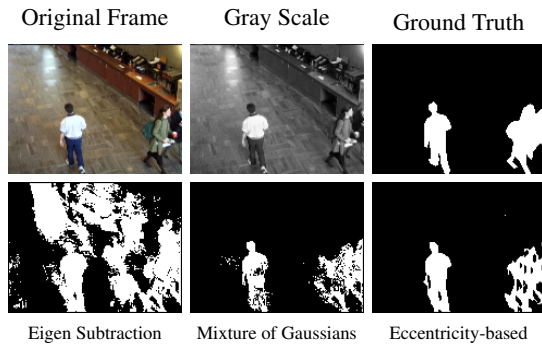 Original Frame
Gray Scale
Ground Truth
Eigen Subtraction
Mixture of Gaussians
Eccentricity-based